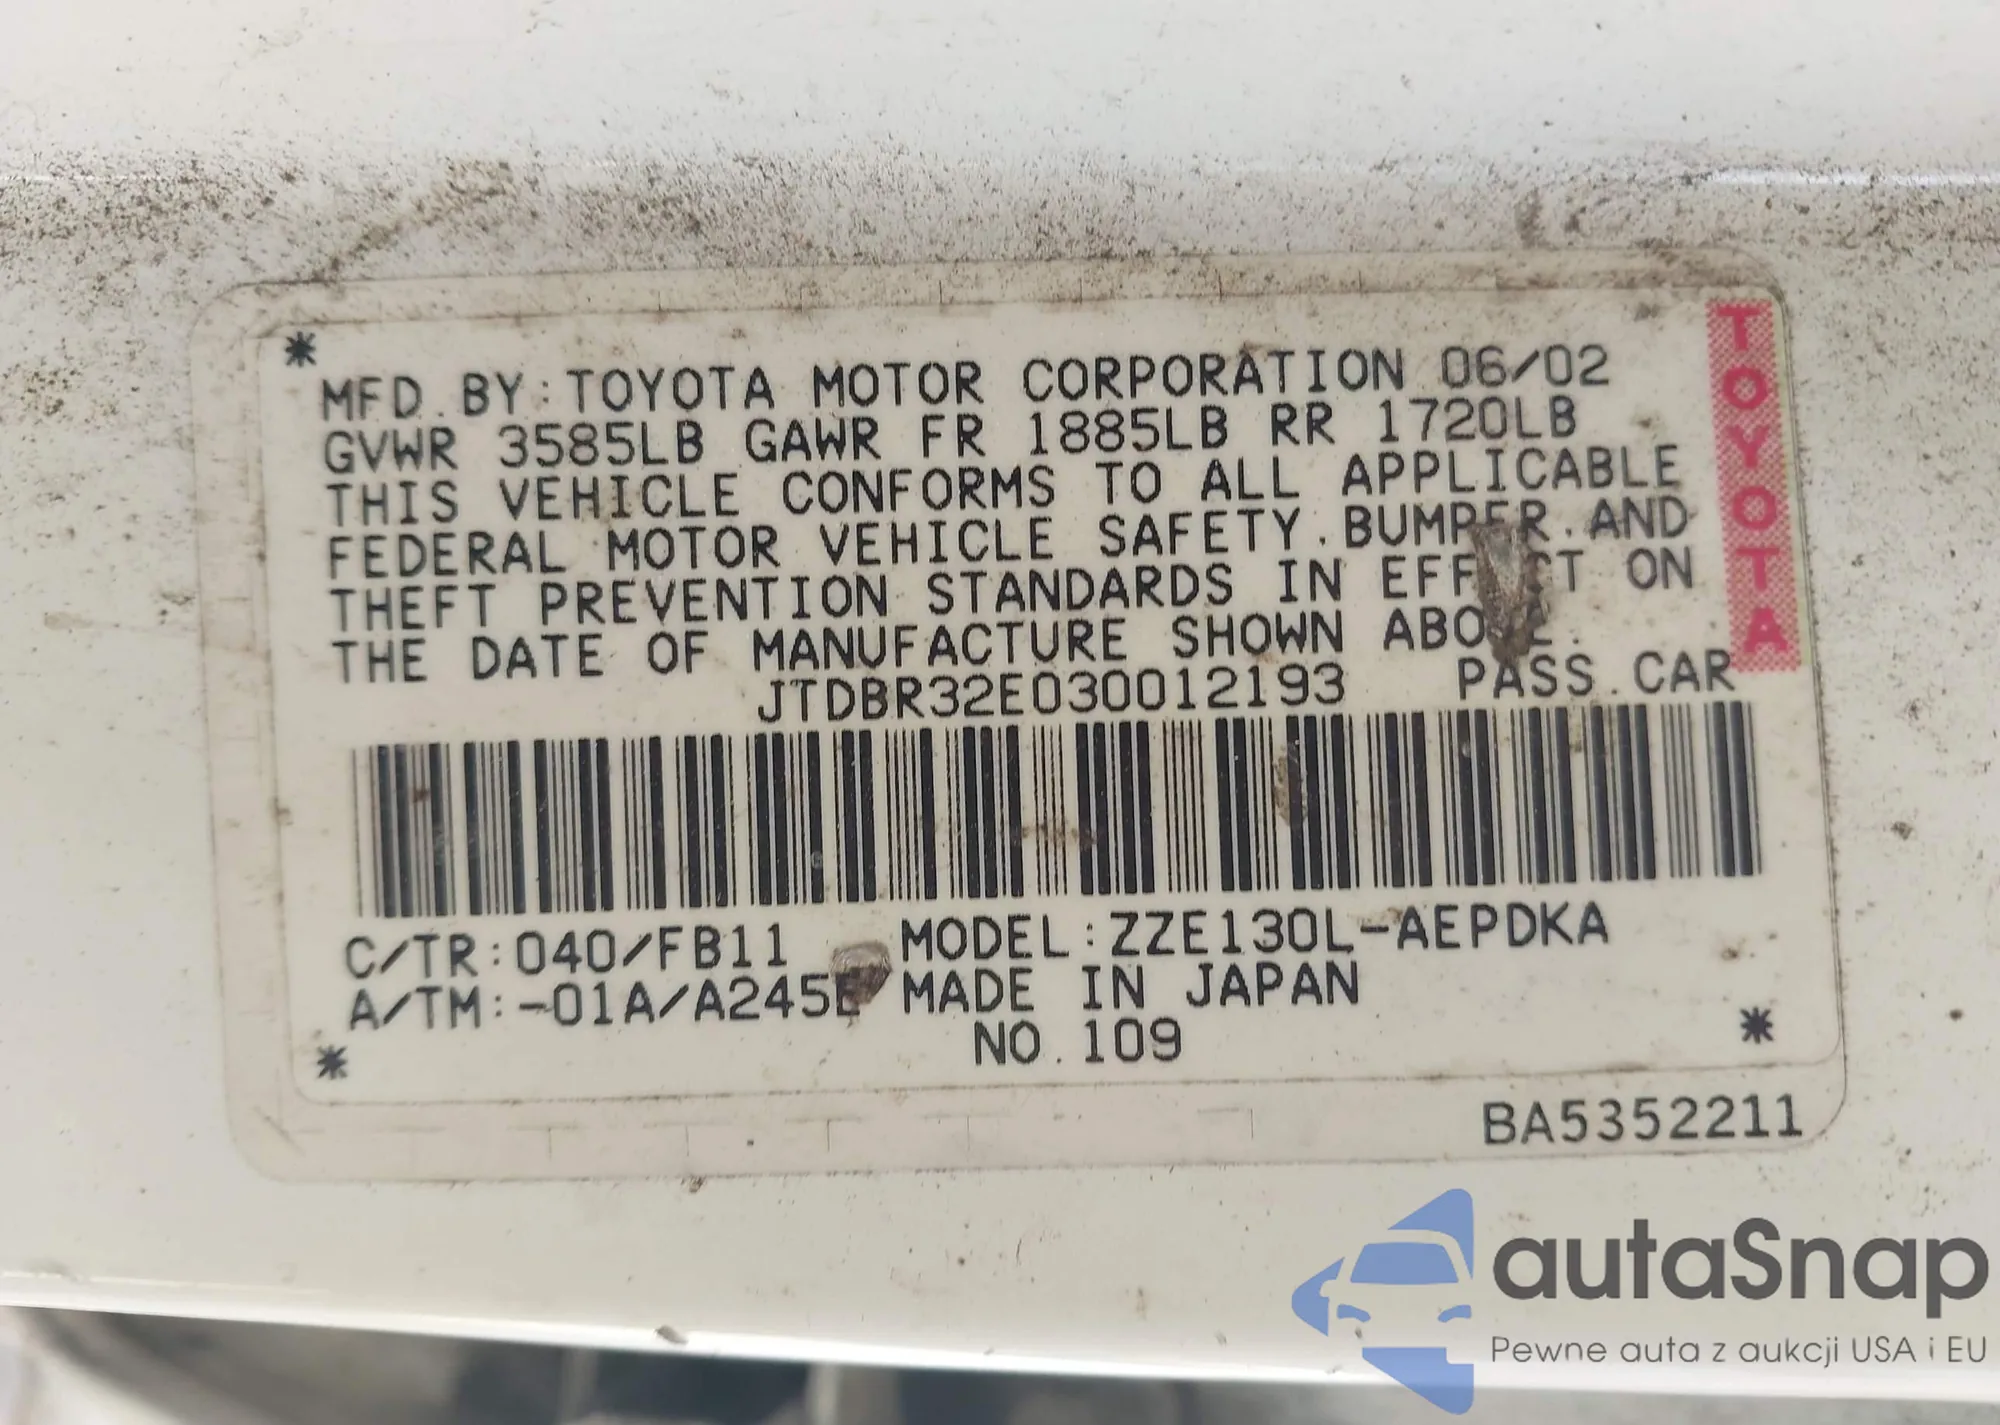 *
MFD.BY:TOYOTA MOTOR CORPORATION 06/02
GVWR 3585LB GAWR FR 1885LB RR 1720LB
THIS VEHICLE CONFORMS TO ALL APPLICABLE
FEDERAL MOTOR VEHICLE SAFETY.BUMPER.AND
THEFT PREVENTION STANDARDS IN EFFECT ON
THE DATE OF MANUFACTURE SHOWN ABOVE.
JTDBR32E030012193 PASS.CAR
C/TR:040/FB11 MODEL:ZZE130L-AEPDKA
A/TM:-01A/A245E MADE IN JAPAN
NO.109
* *
BA5352211
TOYOTA
autaSnap
Pewne auta z aukcji USA i EU